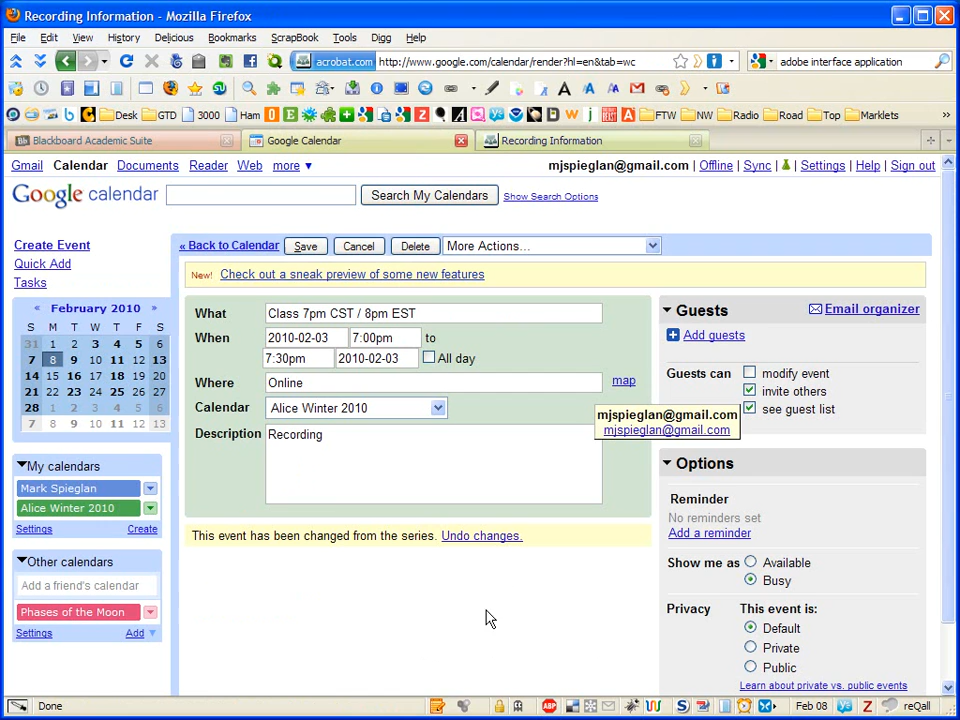 Recording Information - Mozilla Firefox
File Edit View History Delicious Bookmarks ScrapBook Tools Digg Help
acrobat.com http://www.google.com/calendar/render?hl=en&tab=wc adobe interface application
Desk GTD 3000 Ham FTW NW Radio Road Top Marklets
Blackboard Academic Suite Google Calendar Recording Information
Gmail Calendar Documents Reader Web more ▼ mjspieglan@gmail.com | Offline | Sync | | Settings | Help | Sign out
Google calendar Search My Calendars Show Search Options
Create Event
Quick Add
Tasks
« Back to Calendar Save Cancel Delete More Actions...
New! Check out a sneak preview of some new features
« February 2010 »
S M T W T F S
31 1 2 3 4 5 6
7 8 9 10 11 12 13
14 15 16 17 18 19 20
21 22 23 24 25 26 27
28 1 2 3 4 5 6
7 8 9 10 11 12 13
My calendars
Mark Spieglan
Alice Winter 2010
Settings Create
Other calendars
Add a friend's calendar
Phases of the Moon
Settings Add ▼
What Class 7pm CST / 8pm EST
When 2010-02-03 7:00pm to
7:30pm 2010-02-03 All day
Where Online map
Calendar Alice Winter 2010
Description Recording
This event has been changed from the series. Undo changes.
Guests Email organizer
Add guests
Guests can modify event
invite others
see guest list
mjspieglan@gmail.com
mjspieglan@gmail.com
Options
Reminder
No reminders set
Add a reminder
Show me as Available
Busy
Privacy This event is:
Default
Private
Public
Learn about private vs. public events
Done ABP Feb 08 reQall